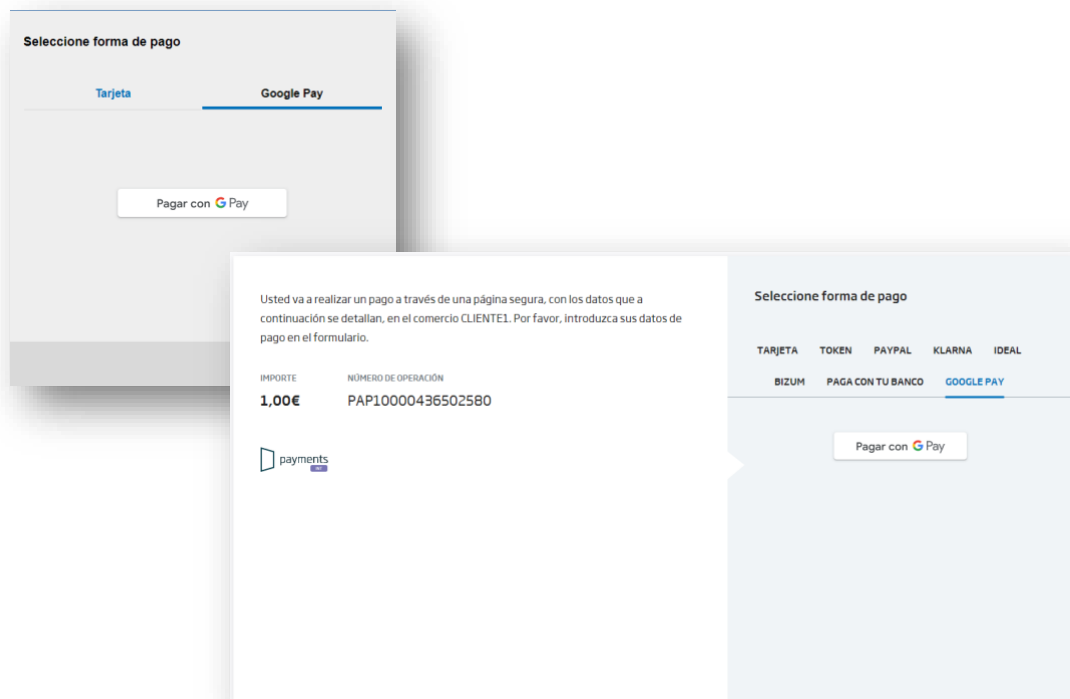 Seleccione forma de pago
Tarjeta Google Pay
Pagar con G Pay
Usted va a realizar un pago a través de una página segura, con los datos que a
continuación se detallan, en el comercio CLIENTE1. Por favor, introduzca sus datos de
pago en el formulario.
IMPORTE NÚMERO DE OPERACIÓN
1,00€ PAP10000436502580
payments
Seleccione forma de pago
TARJETA TOKEN PAYPAL KLARNA IDEAL
BIZUM PAGA CON TU BANCO GOOGLE PAY
Pagar con G Pay